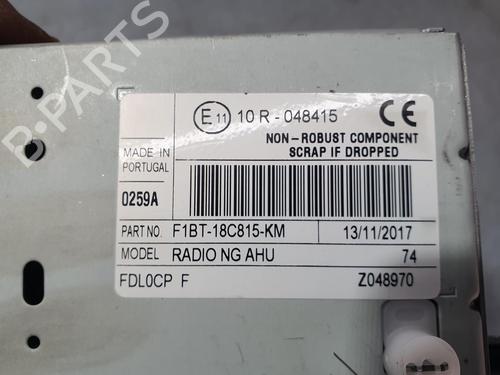 E11 10 R - 048415 CE
NON - ROBUST COMPONENT
SCRAP IF DROPPED
MADE IN
PORTUGAL
0259A
PART NO. F1BT-18C815-KM 13/11/2017
MODEL RADIO NG AHU 74
FDL0CP F Z048970
B-PARTS